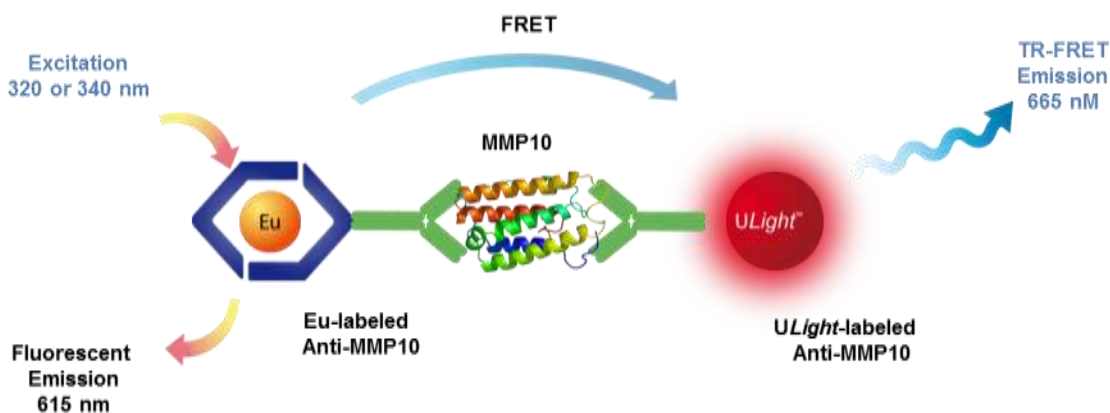 FRET
Excitation
320 or 340 nm
TR-FRET
Emission
665 nM
MMP10
Eu
ULight™
Eu-labeled
Anti-MMP10
ULight-labeled
Anti-MMP10
Fluorescent
Emission
615 nm